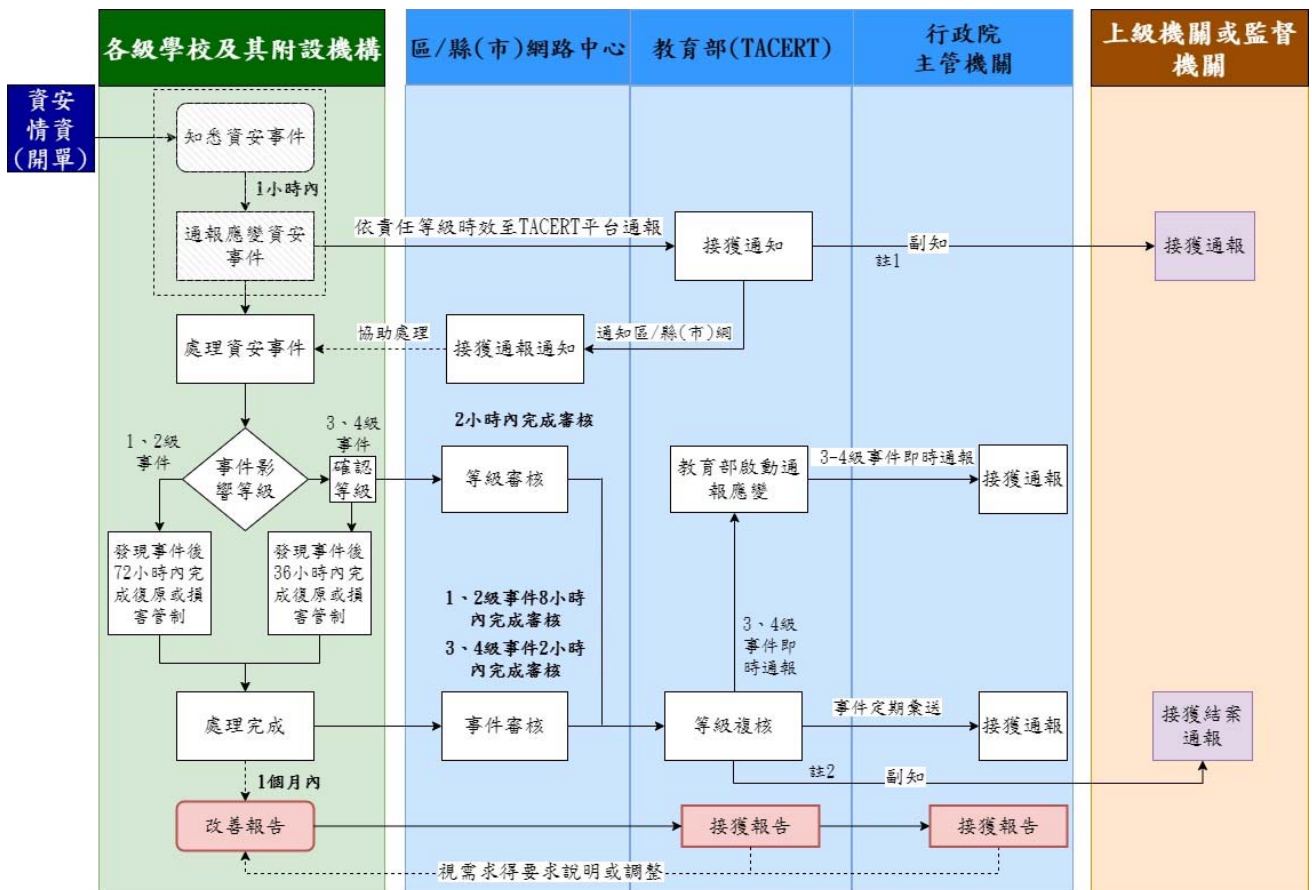 各級學校及其附設機構
區/縣(市)網路中心
教育部(TACERT)
行政院
主管機關
上級機關或監督
機關
資安
情資
(開單)
知悉資安事件
1小時內
通報應變資安
事件
依責任等級時效至TACERT平台通報
接獲通知
副知
註1
接獲通報
處理資安事件
協助處理
接獲通報通知
通知區/縣(市)網
1、2級
事件
事件影
響等級
3、4級
事件
確認
等級
2小時內完成審核
等級審核
教育部啟動通
報應變
3-4級事件即時通報
接獲通報
發現事件後
72小時內完
成復原或損
害管制
發現事件後
36小時內完
成復原或損
害管制
1、2級事件8小時
內完成審核
3、4級事件2小時
內完成審核
3、4級
事件即
時通報
處理完成
事件審核
等級複核
事件定期彙送
接獲通報
接獲結案
通報
註2
副知
1個月內
改善報告
接獲報告
接獲報告
視需求得要求說明或調整